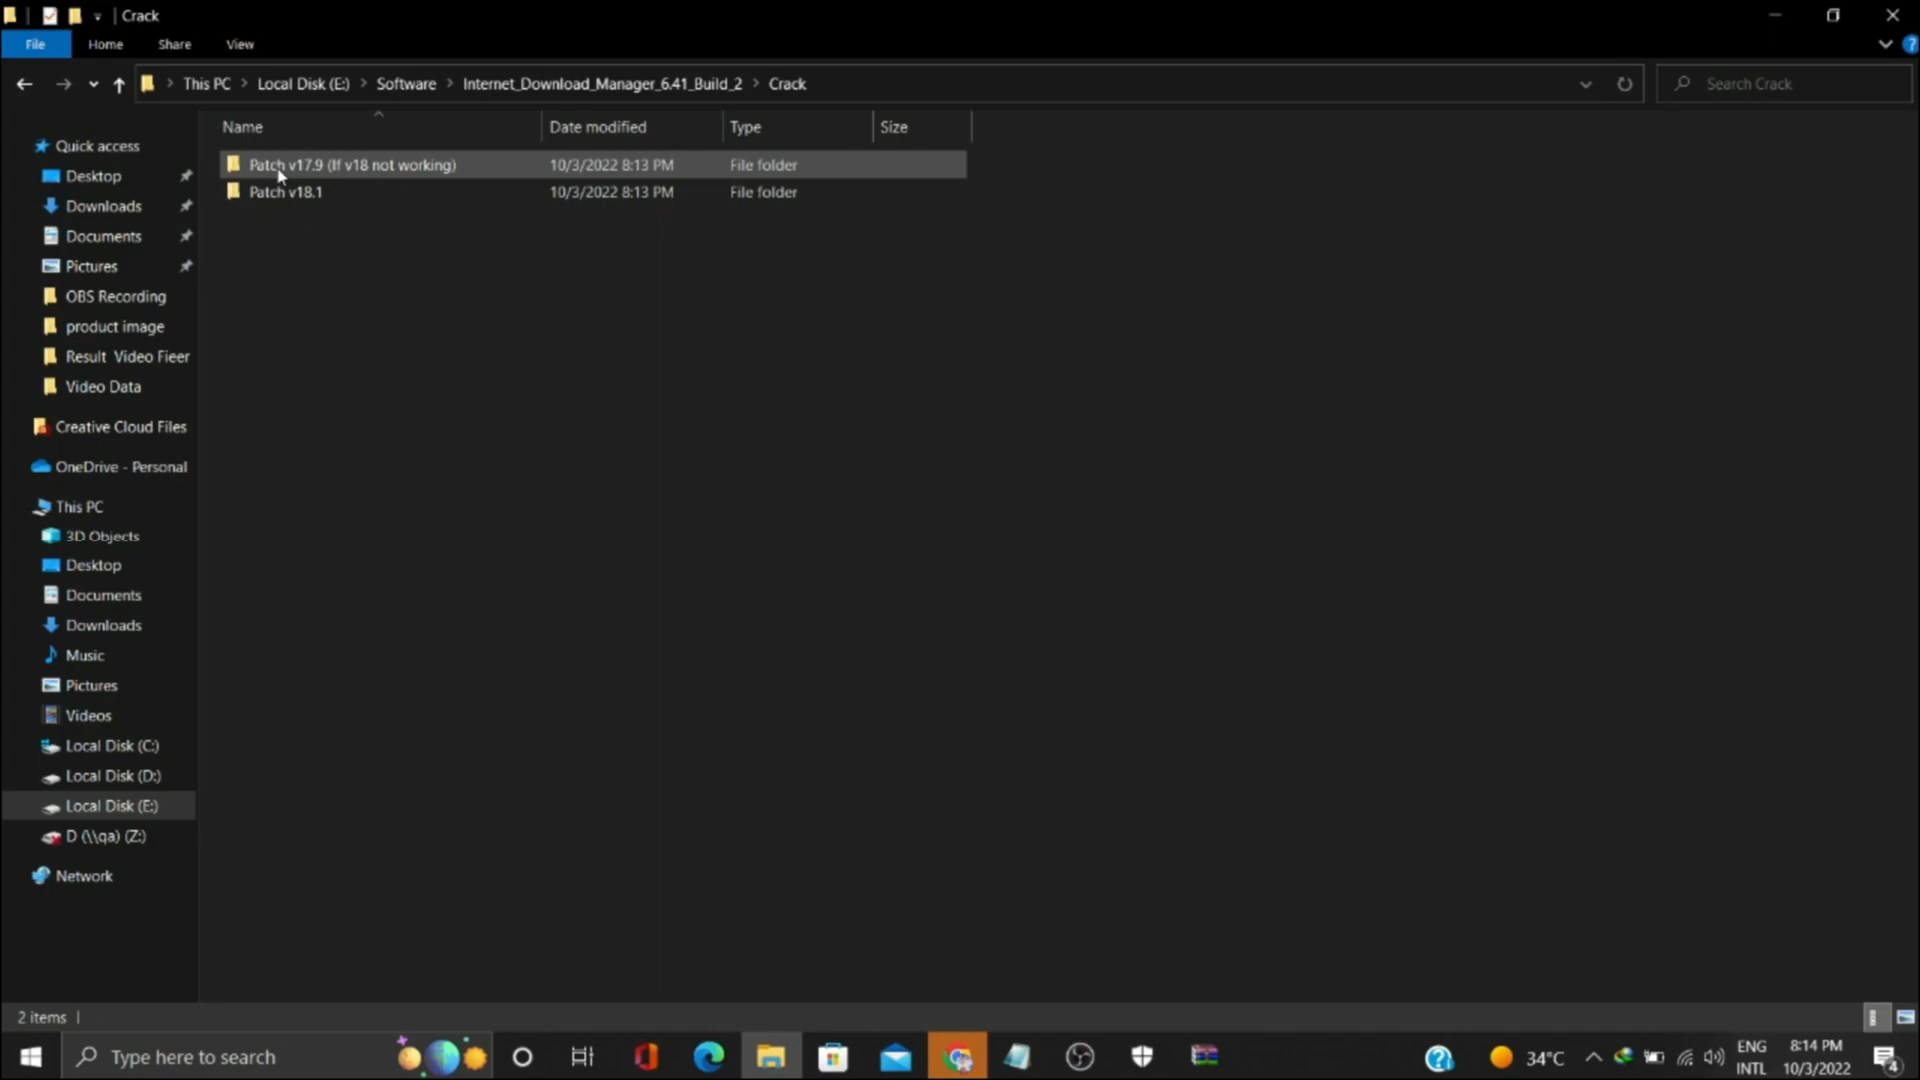 Crack
File Home Share View
This PC Local Disk (E:) Software Internet_Download_Manager_6.41_Build_2 Crack
Search Crack
Name Date modified Type Size
Patch v17.9 (If v18 not working) 10/3/2022 8:13 PM File folder
Patch v18.1 10/3/2022 8:13 PM File folder
Quick access
Desktop
Downloads
Documents
Pictures
OBS Recording
product image
Result Video Fieer
Video Data
Creative Cloud Files
OneDrive - Personal
This PC
3D Objects
Desktop
Documents
Downloads
Music
Pictures
Videos
Local Disk (C:)
Local Disk (D:)
Local Disk (E:)
D (\\qa) (Z:)
Network
2 items
Type here to search
34°C
ENG
INTL
8:14 PM
10/3/2022
4